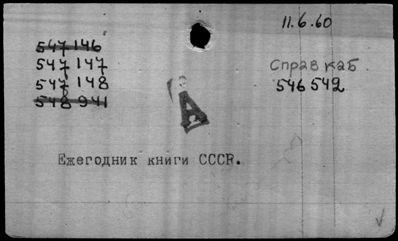 11.6.60
547 146
547 147
547 148
548 941
Справ каб.
546 542
А
Ежегодник книги СССР.